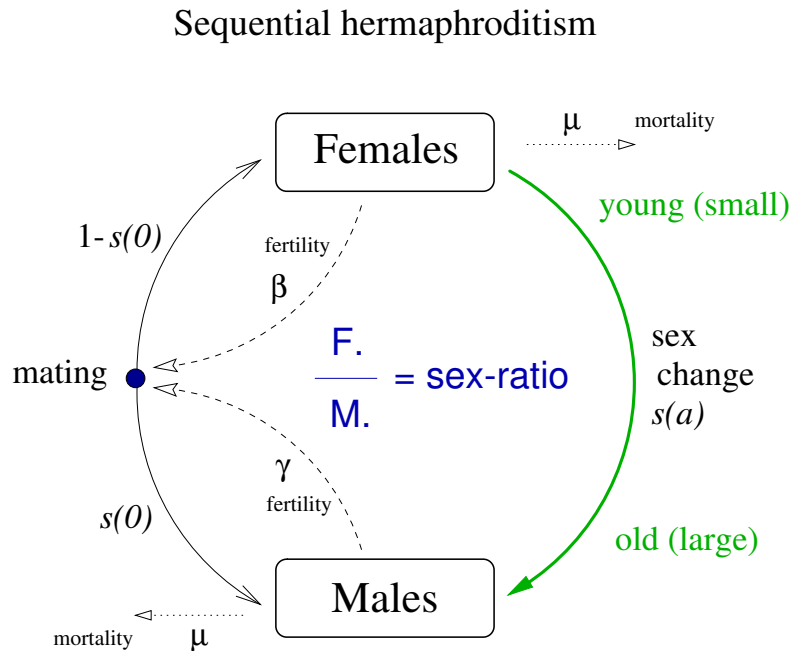 Sequential hermaphroditism
μ
mortality
Females
young (small)
1-s(0)
fertility
β
F.
M.
= sex-ratio
sex
change
s(a)
mating
γ
fertility
s(0)
old (large)
Males
mortality
μ